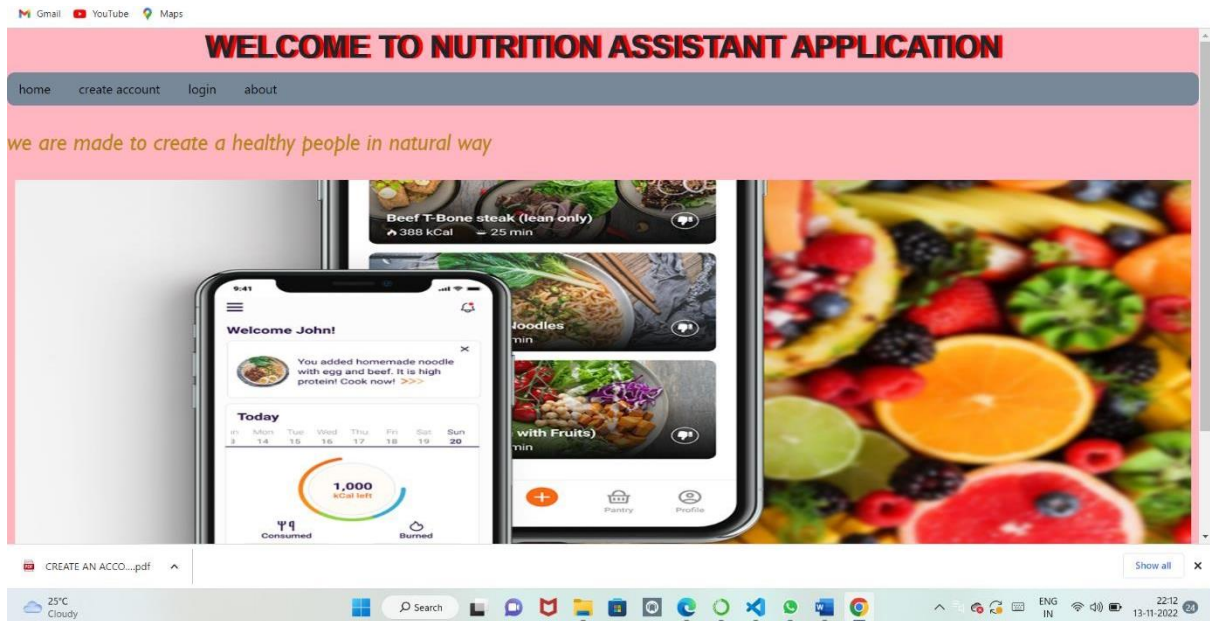 Gmail YouTube Maps
WELCOME TO NUTRITION ASSISTANT APPLICATION
home create account login about
we are made to create a healthy people in natural way
Beef T-Bone steak (lean only)
388 kCal 25 min
9:41
Welcome John!
You added homemade noodle
with egg and beef. It is high
protein! Cook now! >>>
Noodles
min
Today
Mon Tue Wed Thu Fri Sat Sun
3 14 15 16 17 18 19 20
with Fruits)
min
1,000
kCal left
Consumed Burned
Pantry Profile
CREATE AN ACCO....pdf Show all
25°C
Cloudy
Search
ENG
IN
22:12
13-11-2022
24